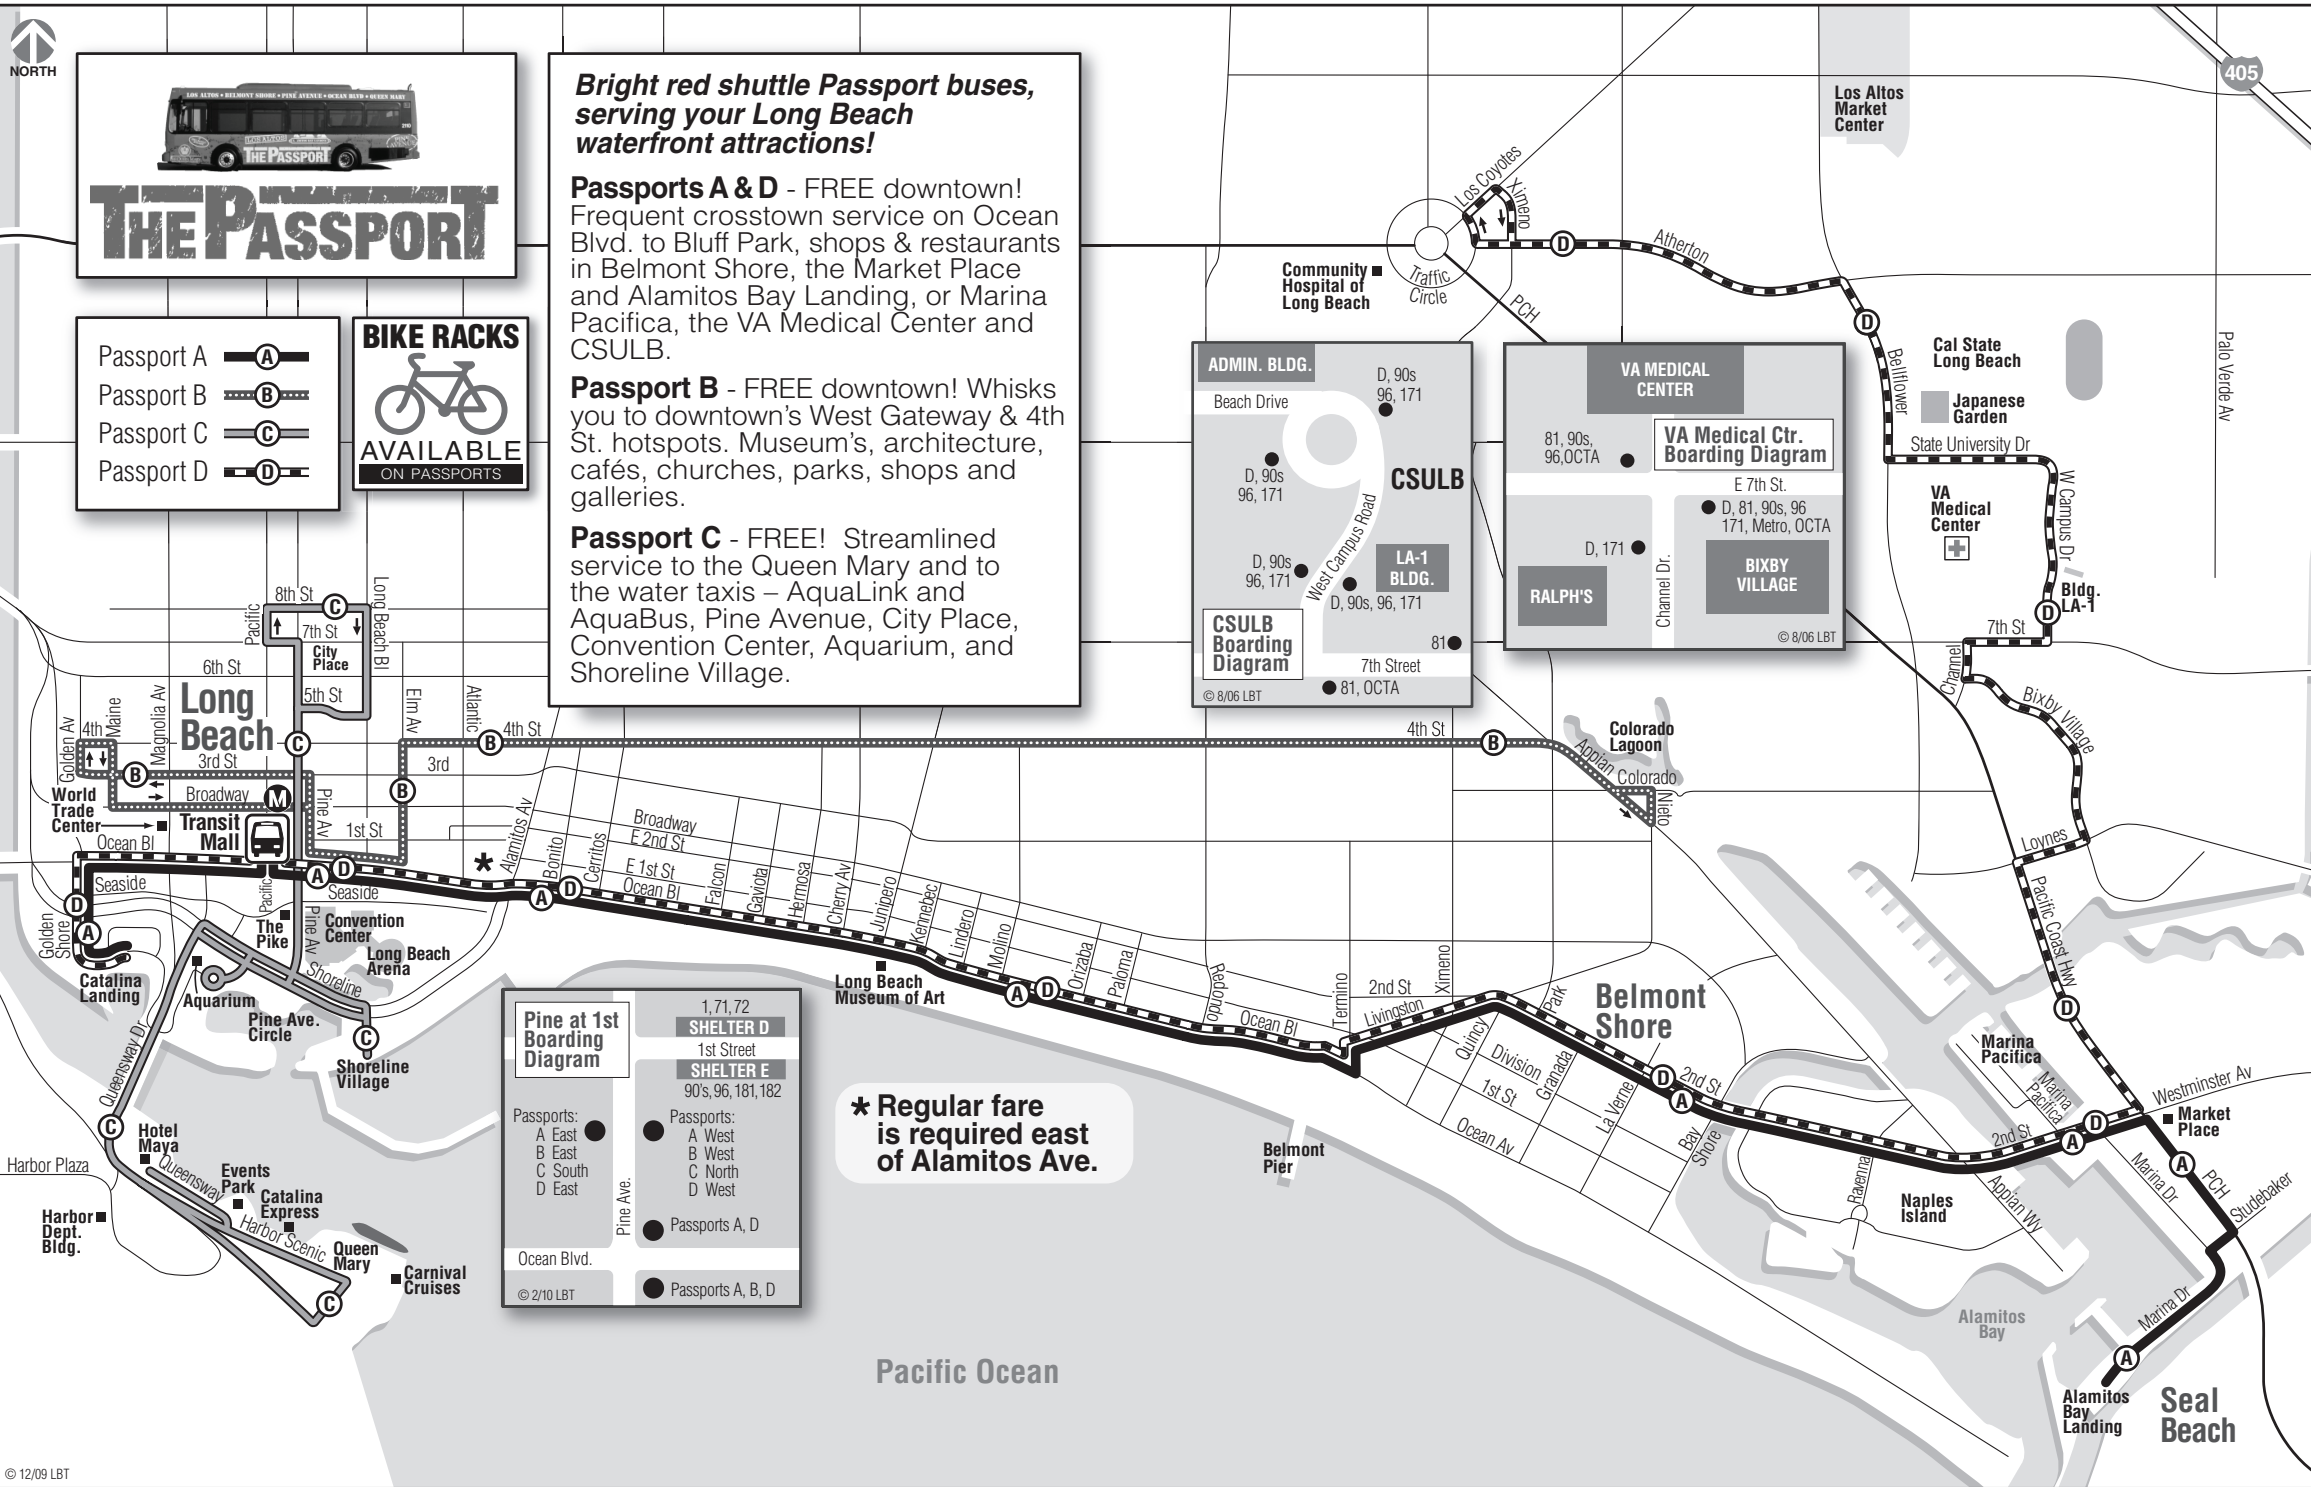 NORTH
LOS ALTOS • BELMONT SHORE • PINE AVENUE • OCEAN BLVD • QUEEN MARY
THE PASSPORT
THE PASSPORT
Passport A
A
Passport B
B
Passport C
C
Passport D
D
BIKE RACKS
AVAILABLE
ON PASSPORTS
Bright red shuttle Passport buses,
serving your Long Beach
waterfront attractions!
Passports A & D - FREE downtown!
Frequent crosstown service on Ocean
Blvd. to Bluff Park, shops & restaurants
in Belmont Shore, the Market Place
and Alamitos Bay Landing, or Marina
Pacifica, the VA Medical Center and
CSULB.
Passport B - FREE downtown! Whisks
you to downtown's West Gateway & 4th
St. hotspots. Museum's, architecture,
cafés, churches, parks, shops and
galleries.
Passport C - FREE! Streamlined
service to the Queen Mary and to
the water taxis – AquaLink and
AquaBus, Pine Avenue, City Place,
Convention Center, Aquarium, and
Shoreline Village.
405
Los Altos
Market
Center
Los Coyotes
Ximeno
D
Atherton
Community
Hospital of
Long Beach
Traffic
Circle
PCH
D
Bellflower
Cal State
Long Beach
Japanese
Garden
Palo Verde Av
State University Dr
W Campus Dr
VA
Medical
Center
Bldg.
LA-1
D
7th St
Channel
Bixby Village
ADMIN. BLDG.
Beach Drive
D, 90s
96, 171
D, 90s
96, 171
CSULB
West Campus Road
D, 90s
96, 171
LA-1
BLDG.
D, 90s, 96, 171
CSULB
Boarding
Diagram
81
7th Street
81, OCTA
© 8/06 LBT
VA MEDICAL
CENTER
81, 90s,
96,OCTA
VA Medical Ctr.
Boarding Diagram
E 7th St.
D, 81, 90s, 96
171, Metro, OCTA
D, 171
Channel Dr.
RALPH'S
BIXBY
VILLAGE
© 8/06 LBT
8th St
C
Pacific
Long Beach Bl
7th St
City
Place
6th St
5th St
Long
Beach
Golden Av
4th
Maine
Magnolia Av
Elm Av
Atlantic
C
B
4th St
4th St
B
3rd St
3rd
B
Broadway
M
B
World
Trade
Center
Transit
Mall
Pine Av
1st St
Ocean Bl
Colorado
Lagoon
Appian
Colorado
Nieto
Loynes
Seaside
Pacific
A
D
Seaside
*
Alamitos Av
Bonito
Cerritos
Broadway
E 2nd St
E 1st St
Ocean Bl
A
D
Falcon
Gaviota
Hermosa
Cherry Av
Junipero
Kennebec
Lindero
Molino
Orizaba
Paloma
Redondo
Termino
Ximeno
D
A
Golden
Shore
Catalina
Landing
The
Pike
Pine Av
Convention
Center
Long Beach
Arena
Shoreline
Aquarium
Pine Ave.
Circle
C
Shoreline
Village
Queensway Dr
C
Hotel
Maya
Queensway
Events
Park
Catalina
Express
Harbor Scenic
Queen
Mary
Harbor Plaza
Harbor
Dept.
Bldg.
C
Carnival
Cruises
Long Beach
Museum of Art
A
D
Ocean Bl
2nd St
Livingston
Park
Belmont
Shore
Quincy
Division
1st St
Granada
Ocean Av
La Verne
D
A
2nd St
Bay
Shore
Belmont
Pier
Pine at 1st
Boarding
Diagram
1,71,72
SHELTER D
1st Street
SHELTER E
90's,96,181,182
Passports:
A East
B East
C South
D East
Passports:
A West
B West
C North
D West
Pine Ave.
Passports A, D
Ocean Blvd.
Passports A, B, D
© 2/10 LBT
* Regular fare
is required east
of Alamitos Ave.
Pacific Coast Hwy
D
Marina
Pacifica
Marina
Pacifica
Westminster Av
Market
Place
D
A
2nd St
Ravenna
Naples
Island
Appian Wy
Marina Dr
A
PCH
Studebaker
Marina Dr
Alamitos
Bay
A
Alamitos
Bay
Landing
Seal
Beach
Pacific Ocean
© 12/09 LBT